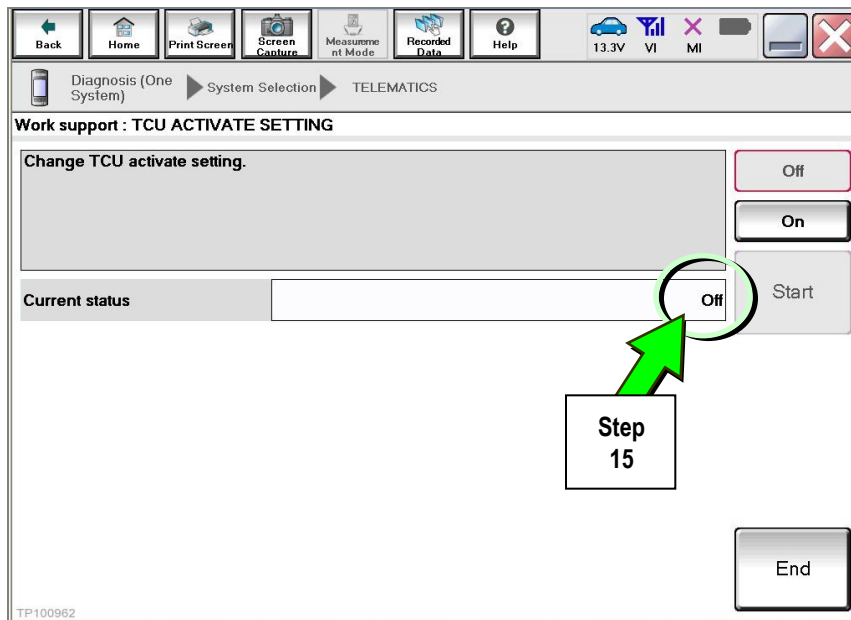 Back
Home
Print Screen
Screen
Capture
Measureme
nt Mode
Recorded
Data
Help
13.3V
VI
MI
Diagnosis (One
System)
System Selection
TELEMATICS
Work support : TCU ACTIVATE SETTING
Change TCU activate setting.
Off
On
Current status
Off
Start
Step
15
End
TP100962